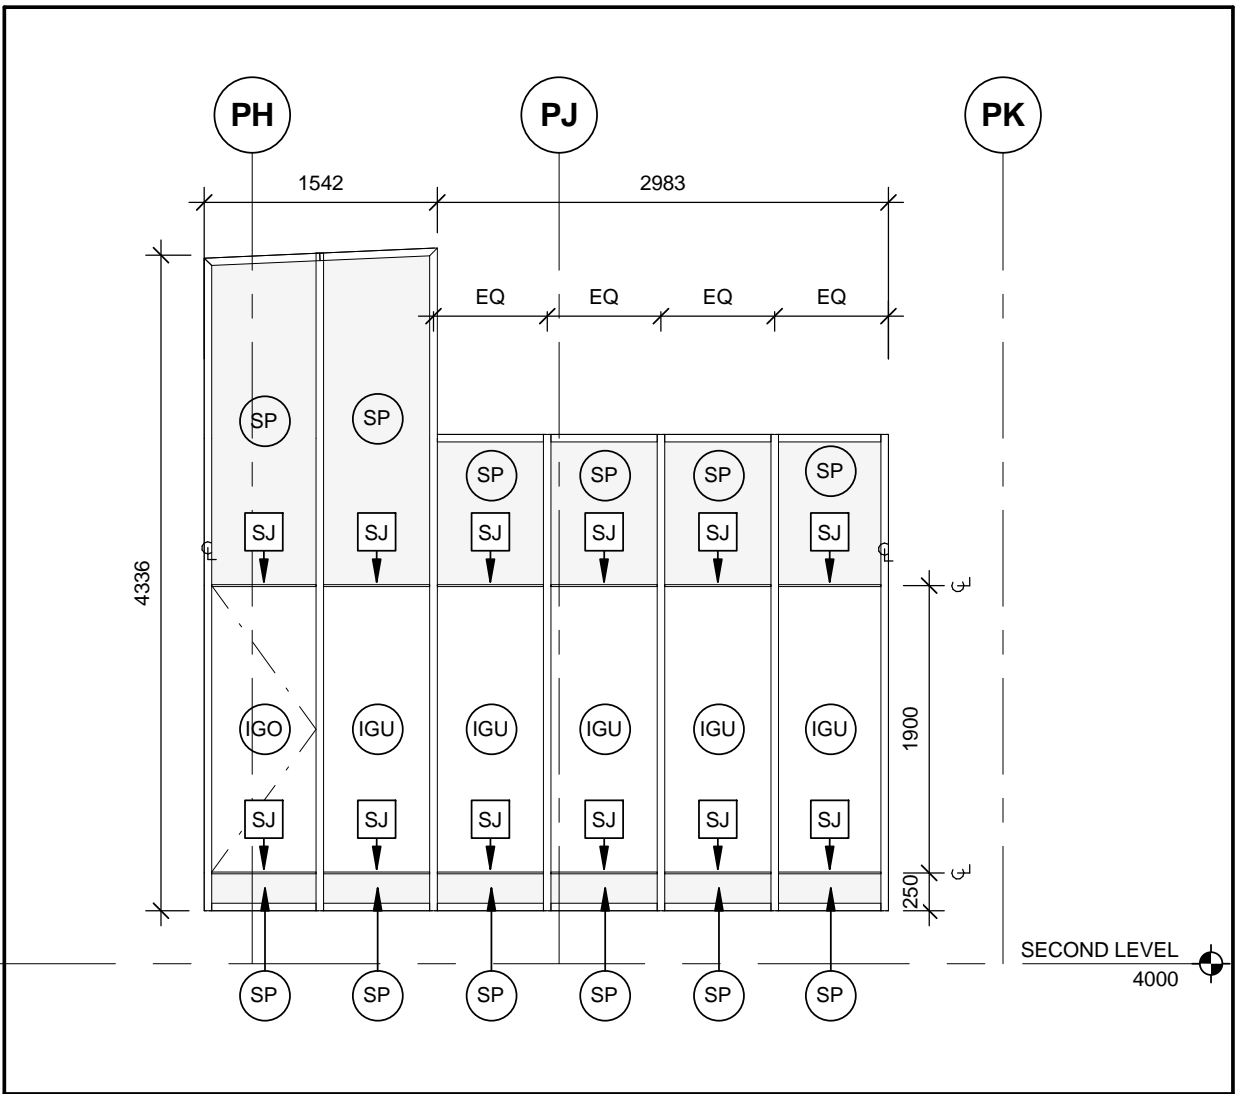 PH PJ PK
1542 2983
EQ EQ EQ EQ
SP SP
SP SP SP SP
SJ SJ SJ SJ SJ SJ
4336
1900
IGO IGU IGU IGU IGU IGU
SJ SJ SJ SJ SJ SJ
250
SECOND LEVEL
4000
SP SP SP SP SP SP